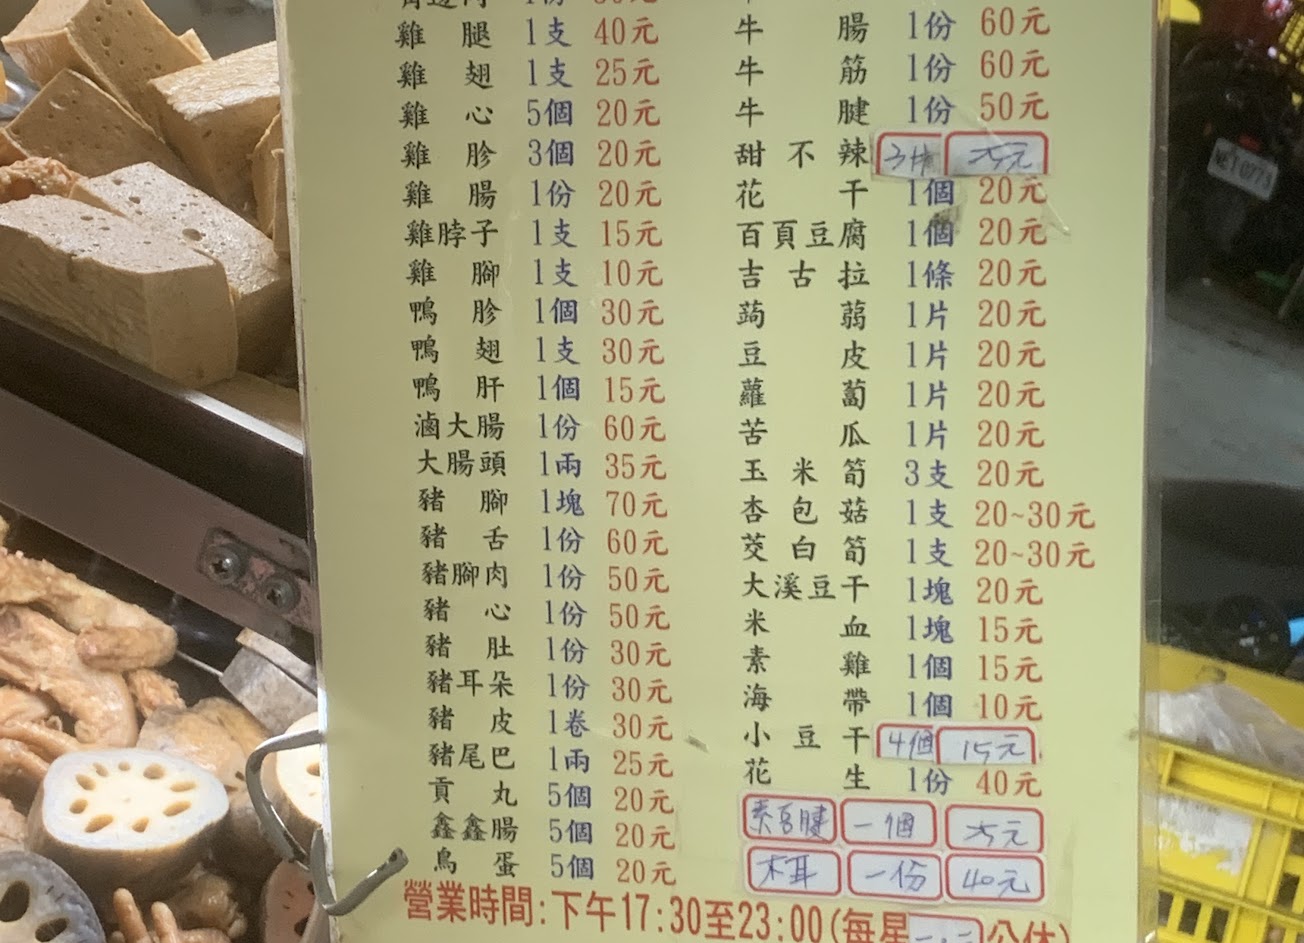 雞腿 1支 40元
雞翅 1支 25元
雞心 5個 20元
雞胗 3個 20元
雞腸 1份 20元
雞脖子 1支 15元
雞腳 1支 10元
鴨胗 1個 30元
鴨翅 1支 30元
鴨肝 1個 15元
滷大腸 1份 60元
大腸頭 1兩 35元
豬腳 1塊 70元
豬舌 1份 60元
豬腳肉 1份 50元
豬心 1份 50元
豬肚 1份 30元
豬耳朵 1份 30元
豬皮 1卷 30元
豬尾巴 1兩 25元
貢丸 5個 20元
鑫鑫腸 5個 20元
鳥蛋 5個 20元
牛腸 1份 60元
牛筋 1份 60元
牛腱 1份 50元
甜不辣 3條 25元
花干 1個 20元
百頁豆腐 1個 20元
吉古拉 1條 20元
蒟蒻 1片 20元
豆皮 1片 20元
蘿蔔 1片 20元
苦瓜 1片 20元
玉米筍 3支 20元
杏包菇 1支 20~30元
茭白筍 1支 20~30元
大溪豆干 1塊 20元
米血 1塊 15元
素雞 1個 15元
海帶 1個 10元
小豆干 4個 15元
花生 1份 40元
素豆腱 一個 25元
木耳 一份 40元
營業時間:下午17:30至23:00(每星一、二公休)